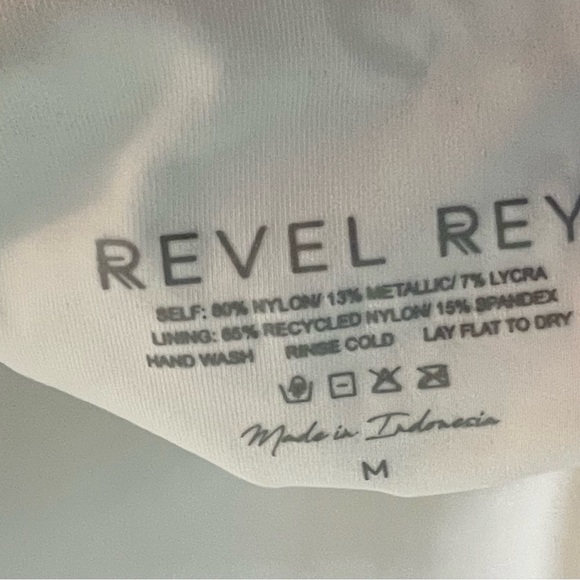 REVEL REY
SELF: 80% NYLON/ 13% METALLIC/ 7% LYCRA
LINING: 85% RECYCLED NYLON/ 15% SPANDEX
HAND WASH RINSE COLD LAY FLAT TO DRY
Made in Indonesia
M